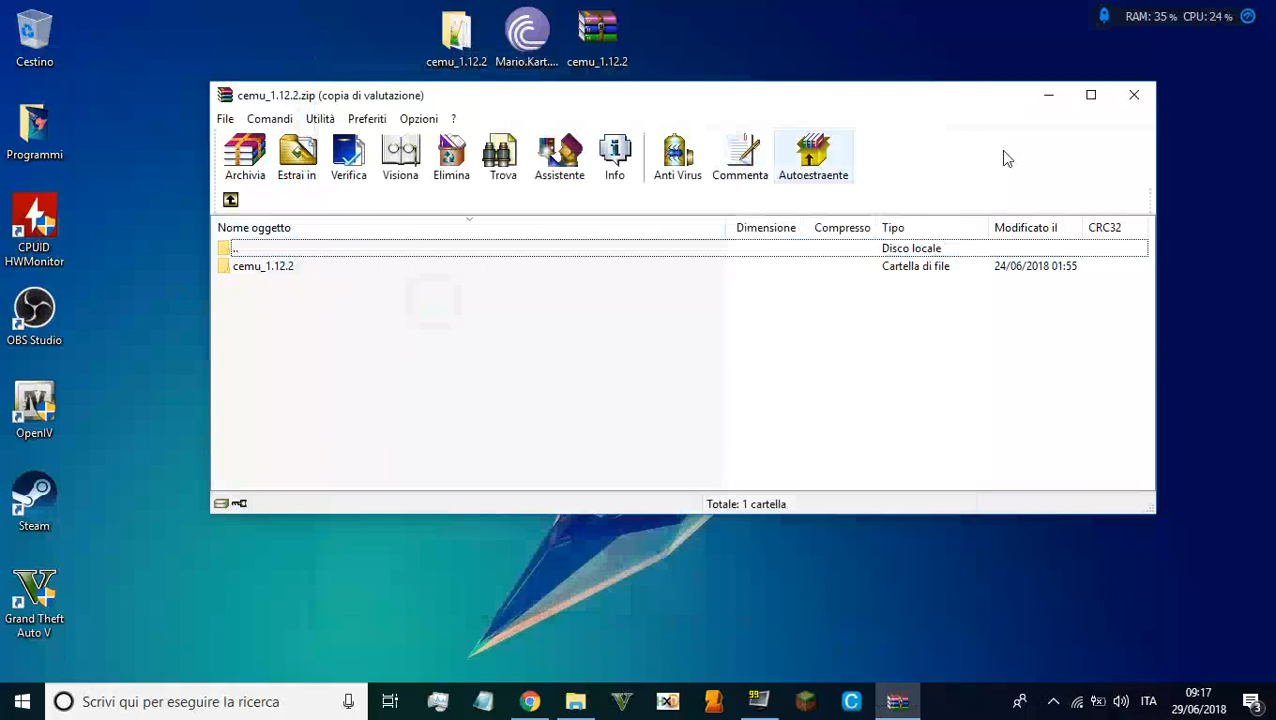 RAM: 35 % CPU: 24 %
Cestino
cemu_1.12.2
Mario.Kart....
cemu_1.12.2
cemu_1.12.2.zip (copia di valutazione)
File Comandi Utilità Preferiti Opzioni ?
Archivia Estrai in Verifica Visiona Elimina Trova Assistente Info Anti Virus Commenta Autoestraente
Nome oggetto Dimensione Compresso Tipo Modificato il CRC32
.. Disco locale
cemu_1.12.2 Cartella di file 24/06/2018 01:55
Totale: 1 cartella
Programmi
CPUID
HWMonitor
OBS Studio
OpenIV
Steam
Grand Theft
Auto V
Scrivi qui per eseguire la ricerca
99
ITA
09:17
29/06/2018
3